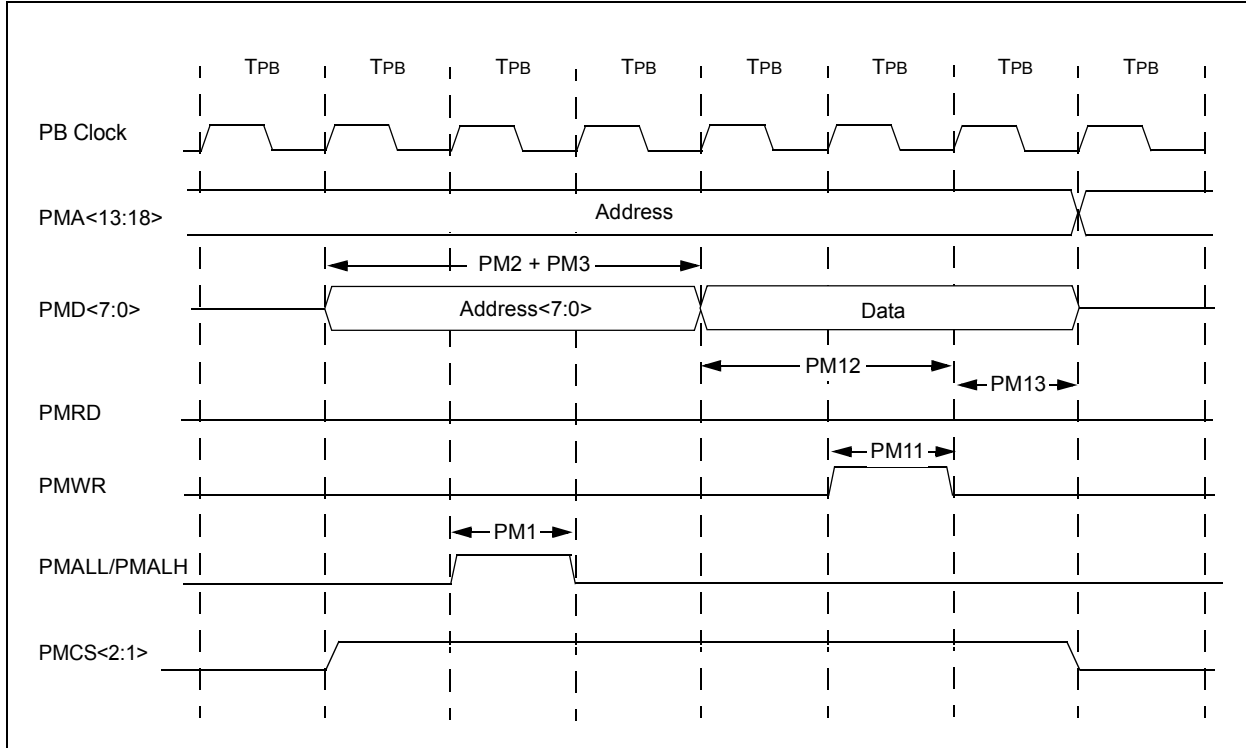 TPB TPB TPB TPB TPB TPB TPB TPB
PB Clock
PMA<13:18>
Address
PM2 + PM3
PMD<7:0>
Address<7:0>
Data
PM12
PM13
PMRD
PM11
PMWR
PM1
PMALL/PMALH
PMCS<2:1>